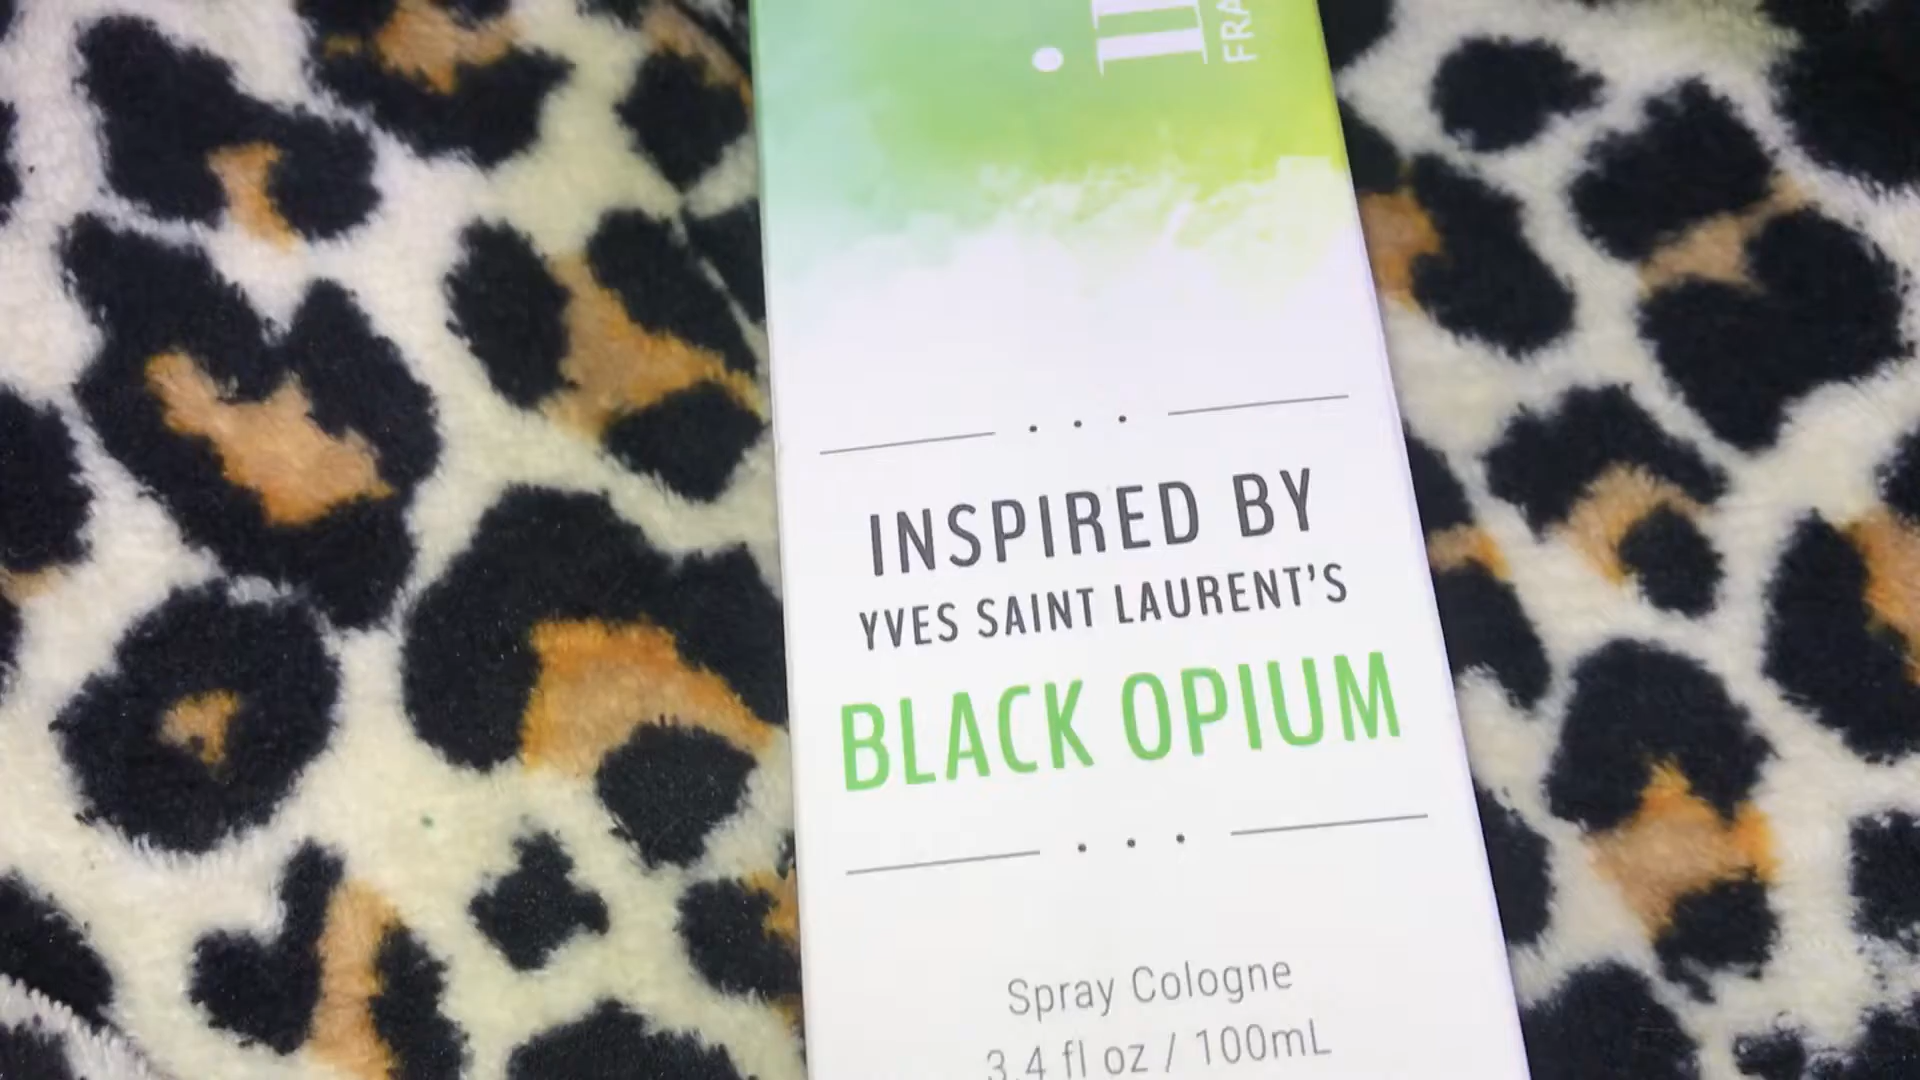 INSPIRED BY
YVES SAINT LAURENT'S
BLACK OPIUM
Spray Cologne
3.4 fl oz / 100mL